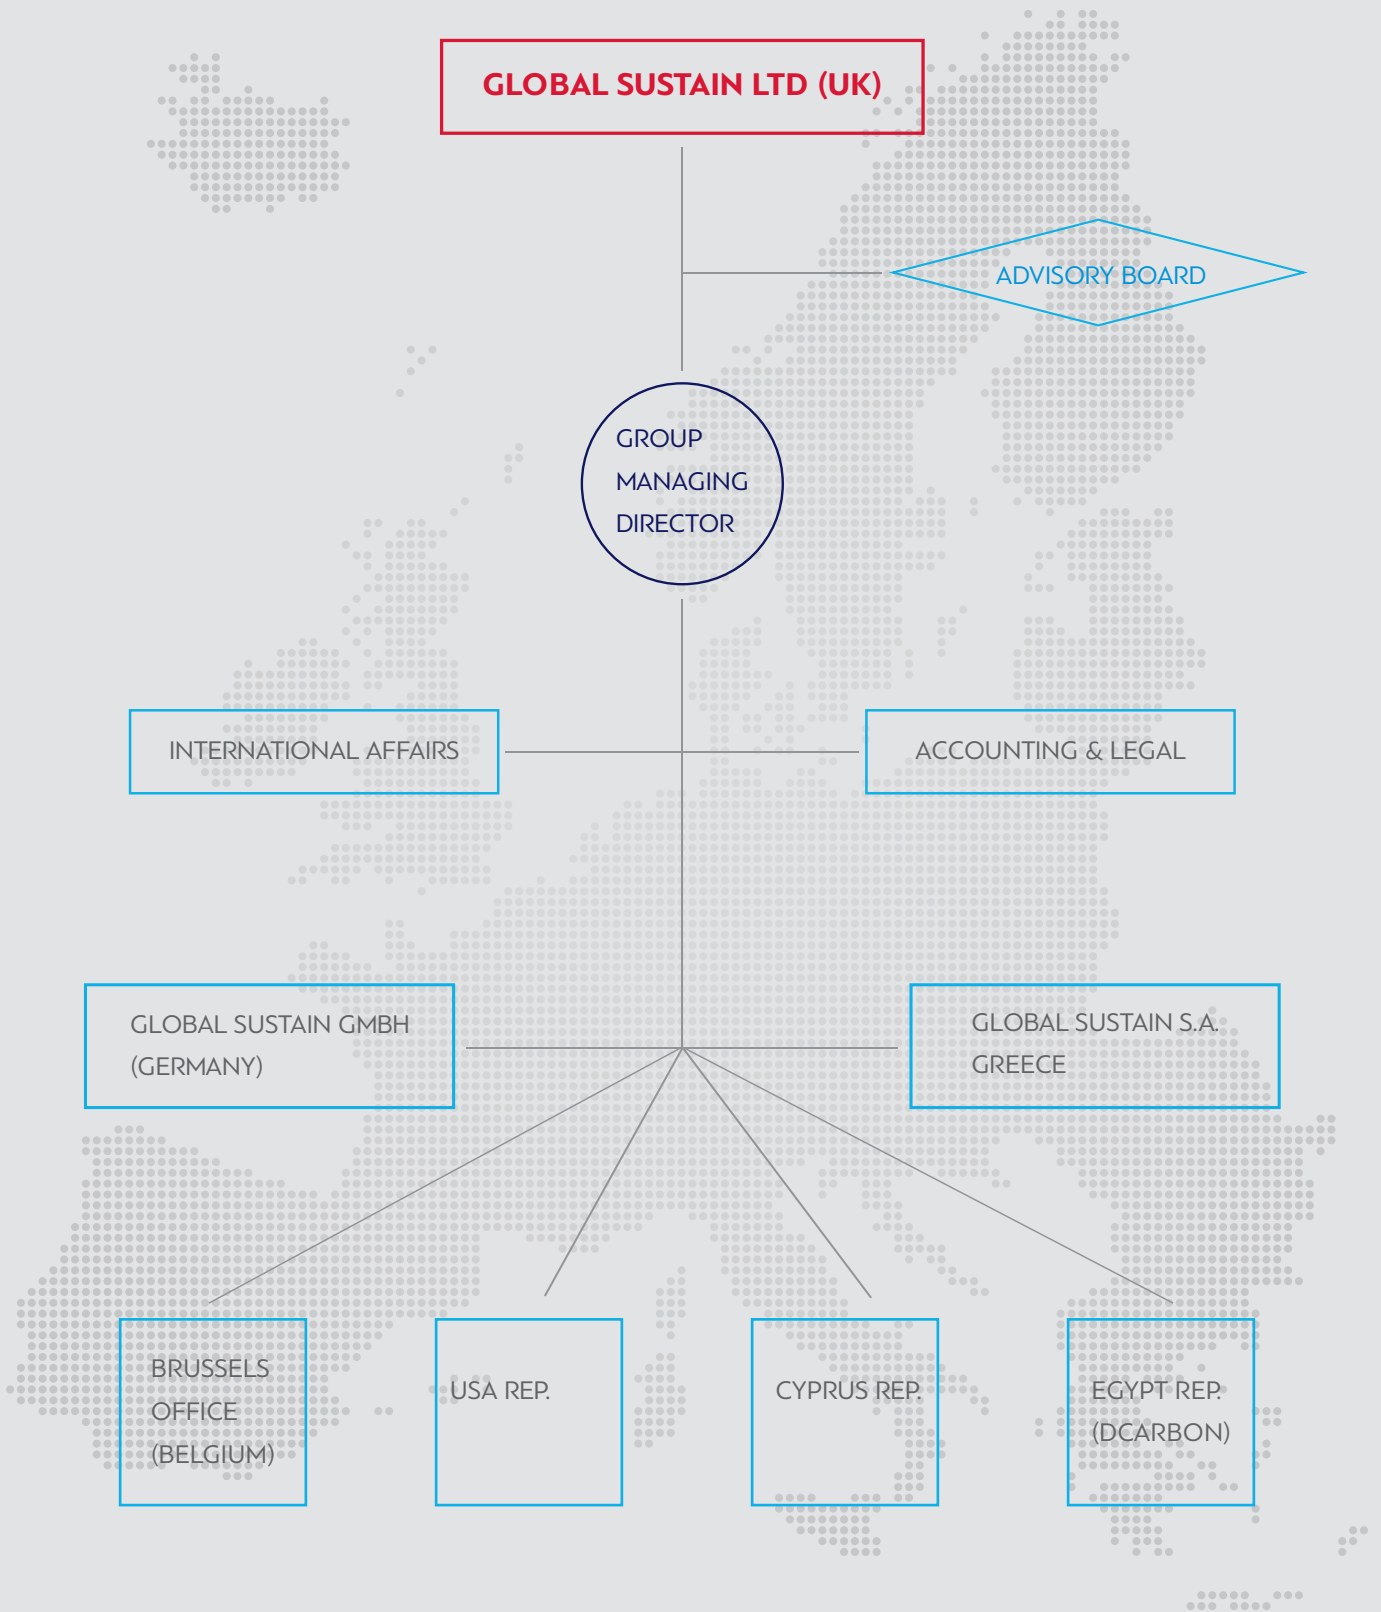 GLOBAL SUSTAIN LTD (UK)
ADVISORY BOARD
GROUP
MANAGING
DIRECTOR
INTERNATIONAL AFFAIRS
ACCOUNTING & LEGAL
GLOBAL SUSTAIN GMBH
(GERMANY)
GLOBAL SUSTAIN S.A.
GREECE
BRUSSELS
OFFICE
(BELGIUM)
USA REP.
CYPRUS REP.
EGYPT REP.
(DCARBON)